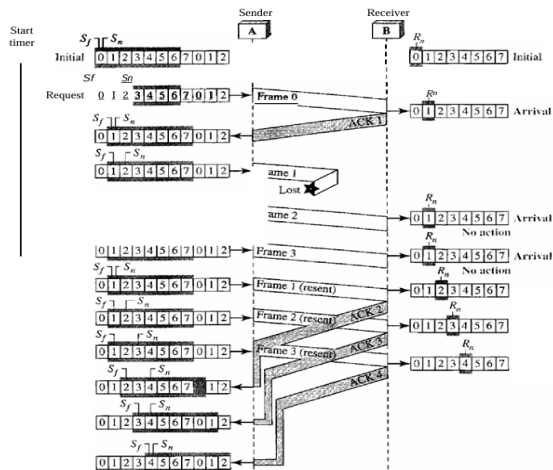 Start
timer
Sender
Receiver
A
B
Sf Sn
Initial
0 1 2 3 4 5 6 7 0 1 2
Rn
0 1 2 3 4 5 6 7
Initial
Sf Sn
Request
0 1 2 3 4 5 6 7 0 1 2
Frame 0
Rn
0 1 2 3 4 5 6 7
Arrival
Sf Sn
0 1 2 3 4 5 6 7 0 1 2
ACK 1
Sf Sn
0 1 2 3 4 5 6 7 0 1 2
ame 1
Lost
Rn
ame 2
0 1 2 3 4 5 6 7
Arrival
No action
Rn
0 1 2 3 4 5 6 7 0 1 2
Frame 3
0 1 2 3 4 5 6 7
Arrival
No action
Sf Sn
0 1 2 3 4 5 6 7 0 1 2
Frame 1 (resent)
Rn
0 1 2 3 4 5 6 7
Sf Sn
0 1 2 3 4 5 6 7 0 1 2
Frame 2 (resent)
ACK 2
Rn
0 1 2 3 4 5 6 7
Sf Sn
0 1 2 3 4 5 6 7 0 1 2
Frame 3 (resent)
ACK 3
Rn
0 1 2 3 4 5 6 7
Sf Sn
0 1 2 3 4 5 6 7 1 2
ACK 4
Sf Sn
0 1 2 3 4 5 6 7 0 1 2
Sf Sn
0 1 2 3 4 5 6 7 0 1 2